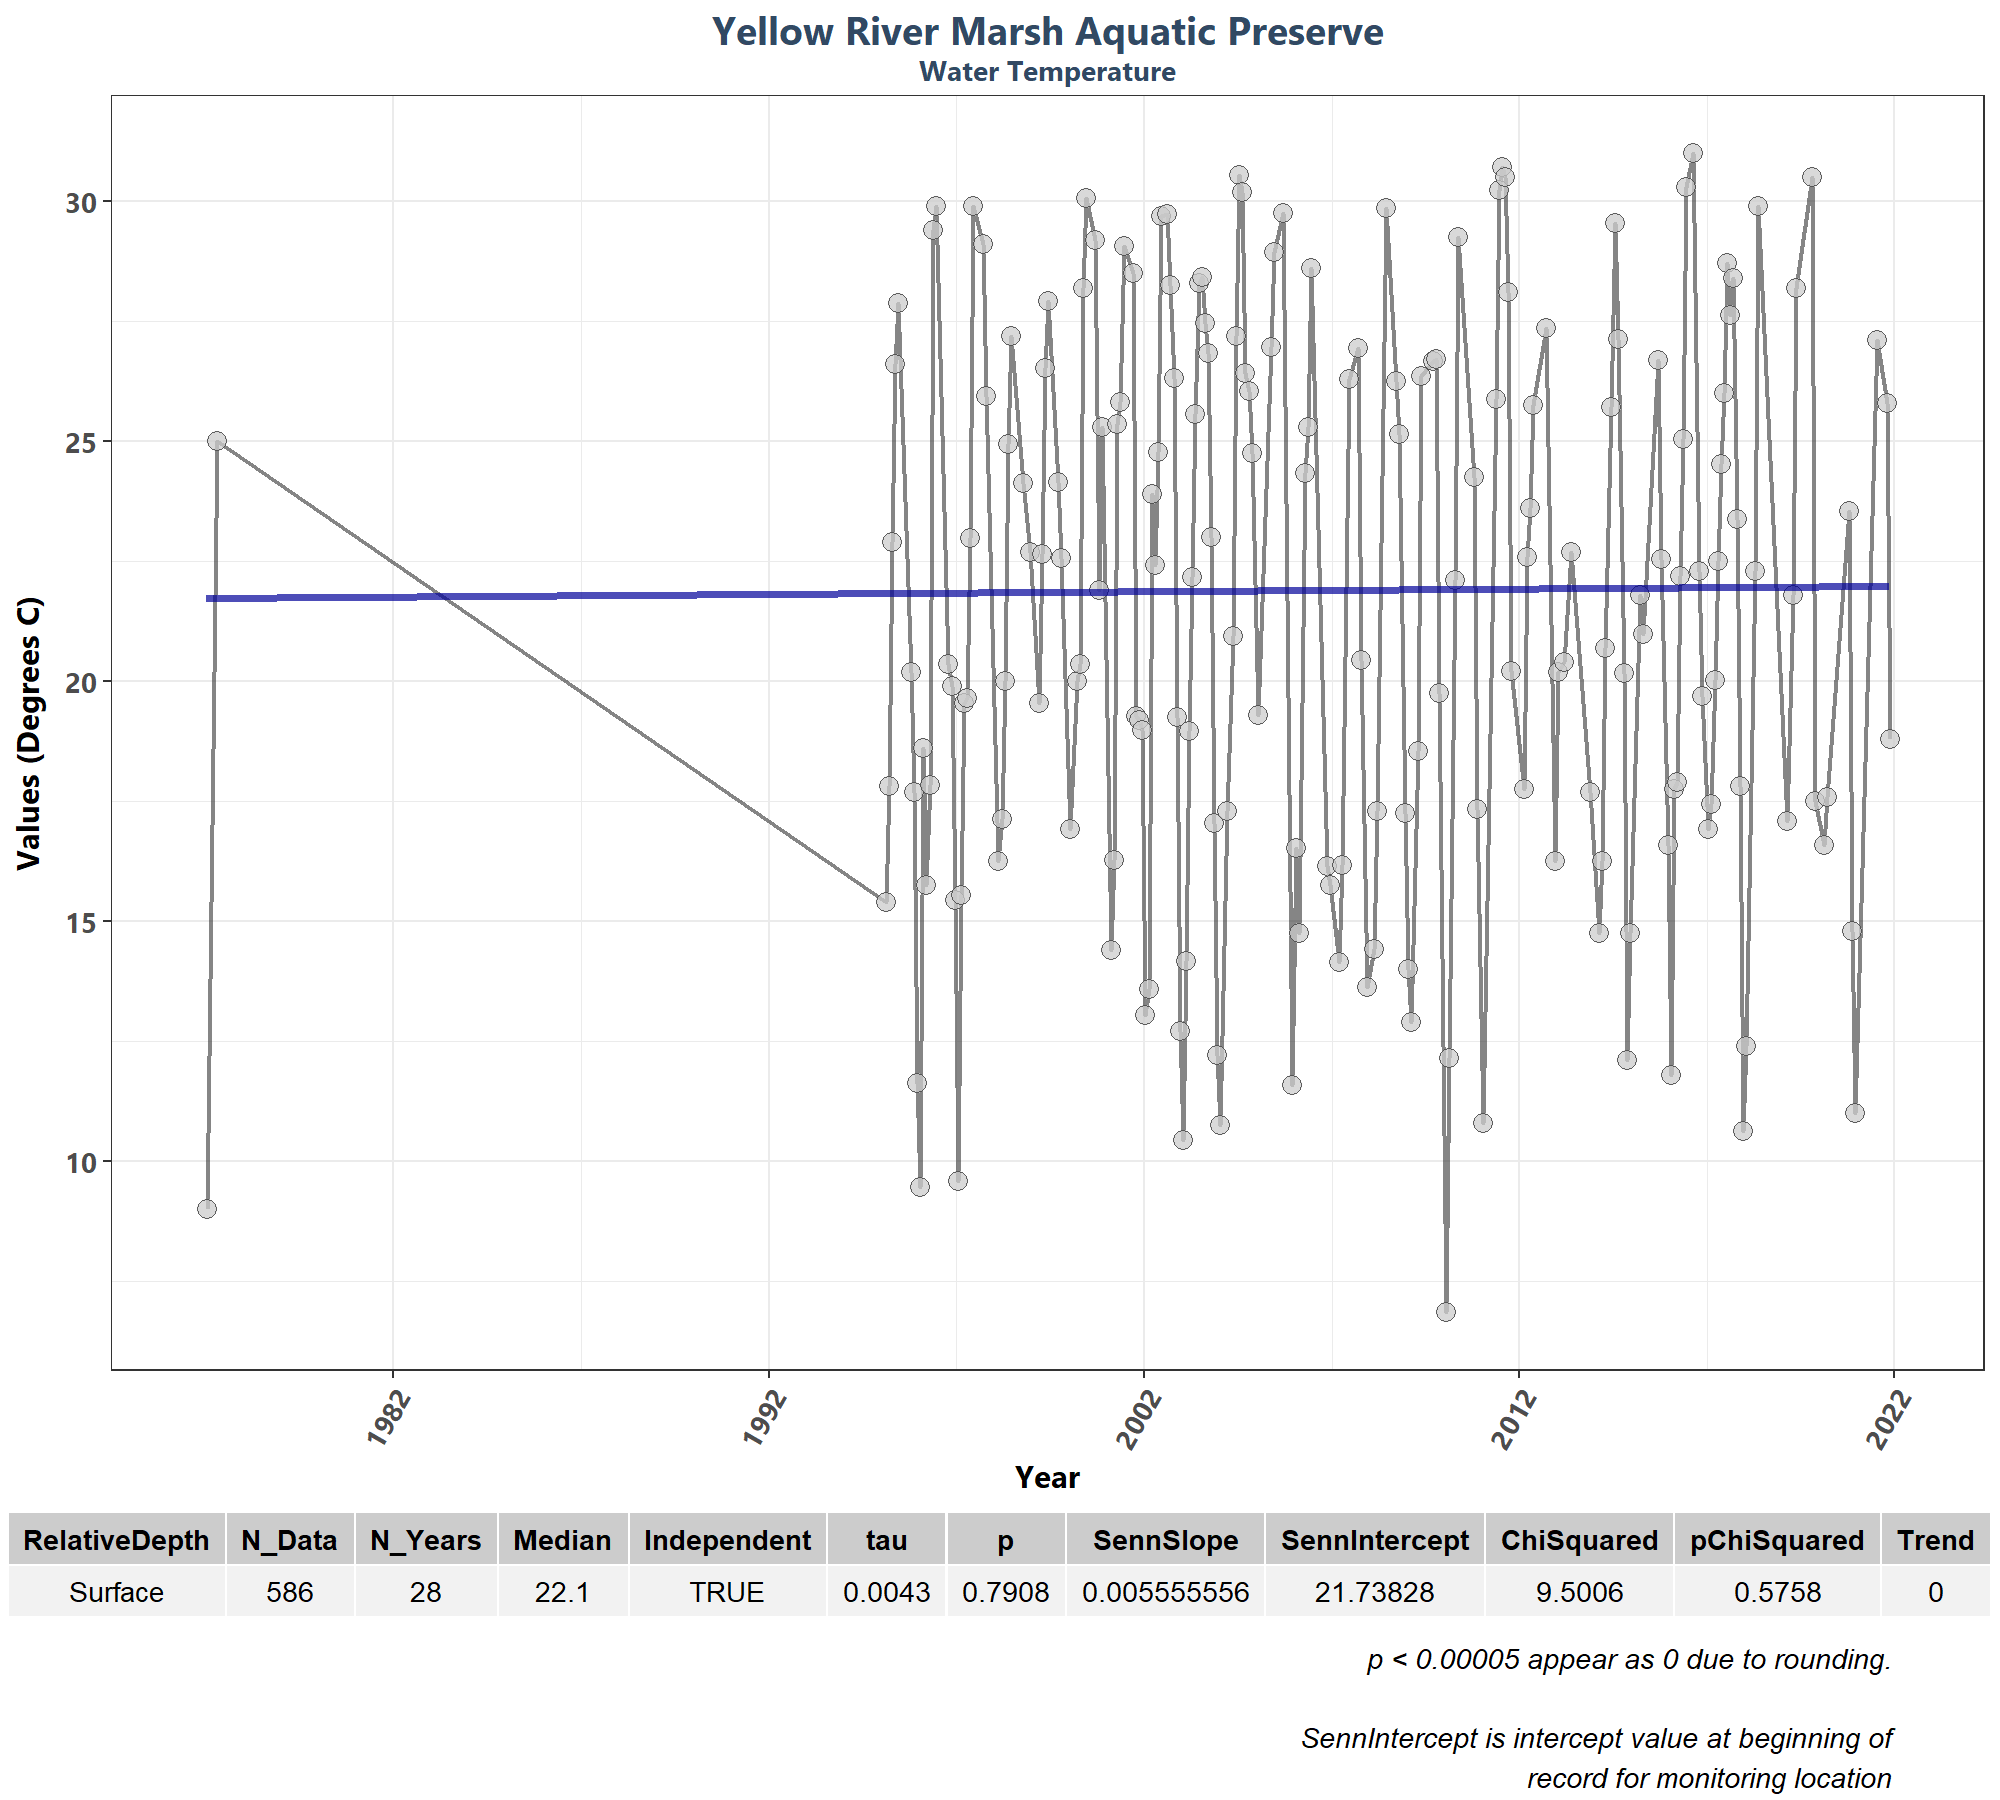 Yellow River Marsh Aquatic Preserve
Water Temperature
Values (Degrees C)
30
25
20
15
10
1982
1992
2002
2012
2022
Year
RelativeDepth N_Data N_Years Median Independent tau p SennSlope SennIntercept ChiSquared pChiSquared Trend
Surface 586 28 22.1 TRUE 0.0043 0.7908 0.005555556 21.73828 9.5006 0.5758 0
p < 0.00005 appear as 0 due to rounding.
SennIntercept is intercept value at beginning of
record for monitoring location